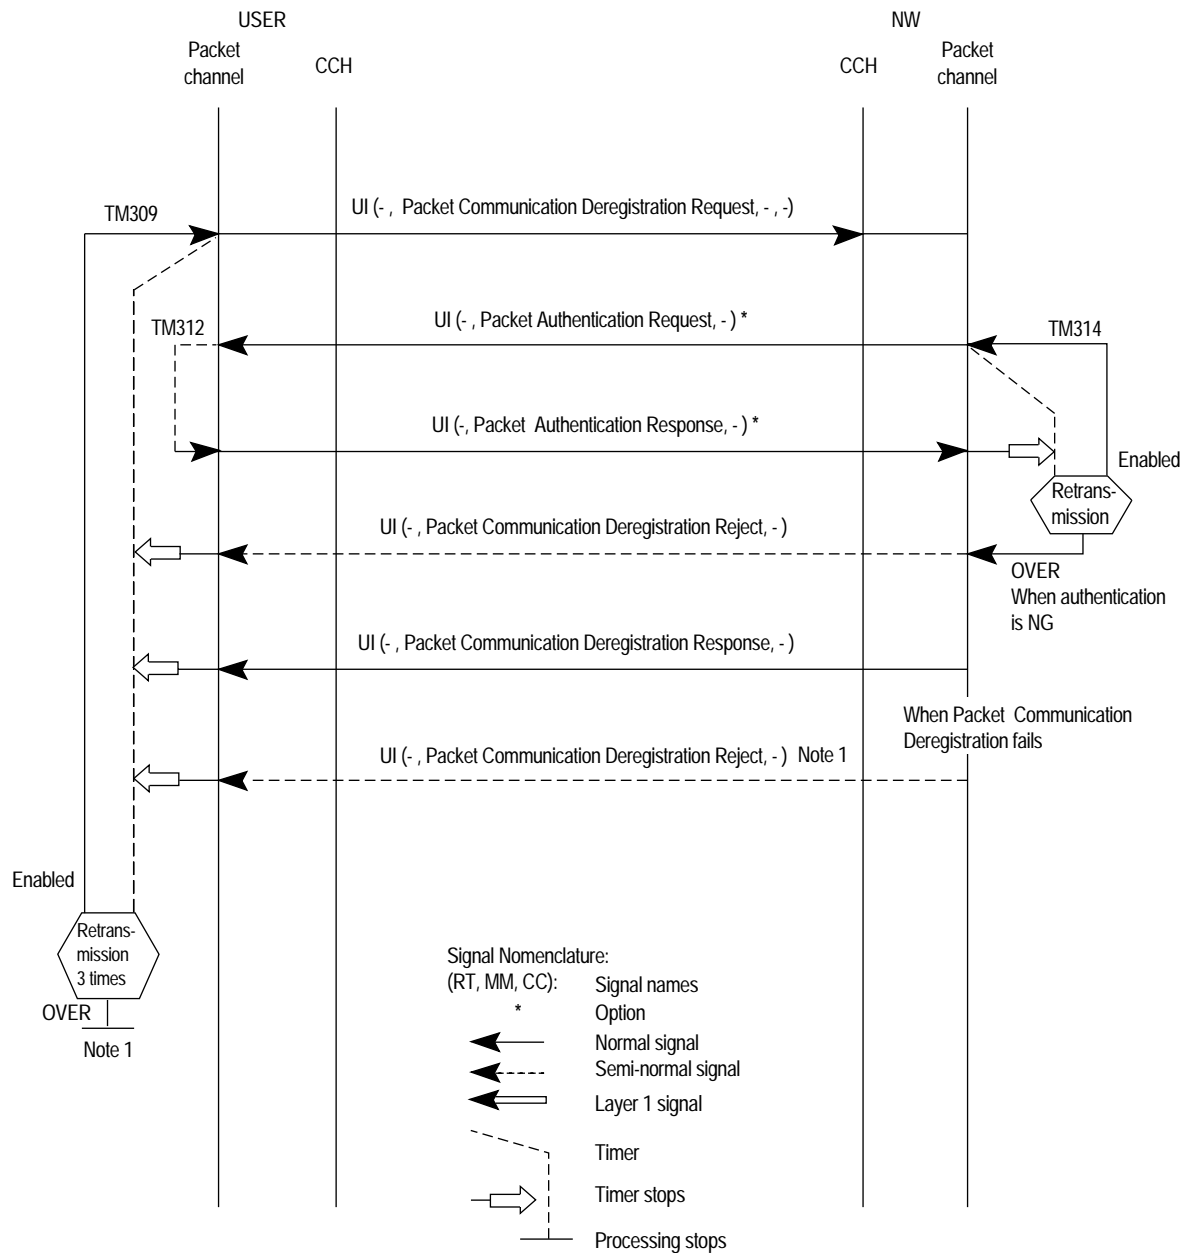 USER
NW
Packet
channel
CCH
CCH
Packet
channel
TM309
UI (- , Packet Communication Deregistration Request, - , -)
TM312
UI (- , Packet Authentication Request, - ) *
TM314
UI (-, Packet Authentication Response, - ) *
Enabled
Retrans-
mission
UI (- , Packet Communication Deregistration Reject, - )
OVER
When authentication
is NG
UI (- , Packet Communication Deregistration Response, - )
When Packet Communication
Deregistration fails
UI (- , Packet Communication Deregistration Reject, - ) Note 1
Enabled
Retrans-
mission
3 times
OVER
Note 1
Signal Nomenclature:
(RT, MM, CC): Signal names
* Option
Normal signal
Semi-normal signal
Layer 1 signal
Timer
Timer stops
Processing stops